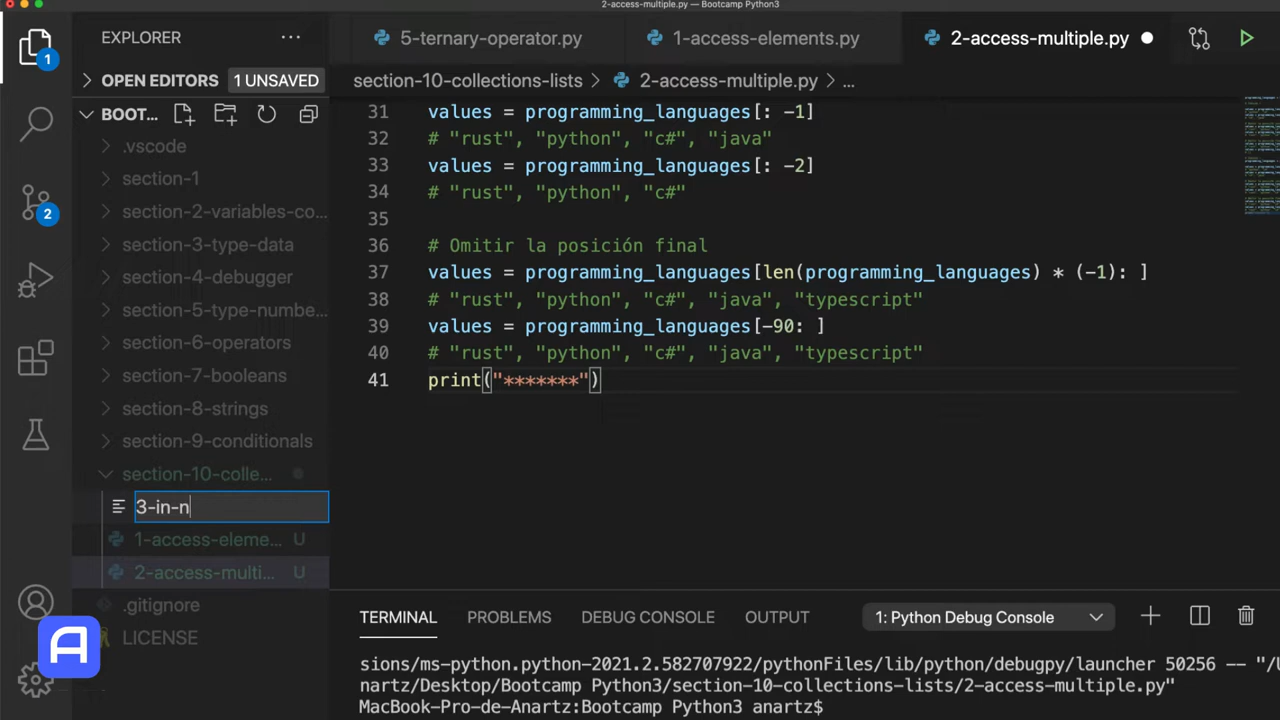 2-access-multiple.py — Bootcamp Python3
EXPLORER ...
5-ternary-operator.py
1-access-elements.py
2-access-multiple.py
OPEN EDITORS 1 UNSAVED
section-10-collections-lists > 2-access-multiple.py > ...
BOOT...
.vscode
section-1
section-2-variables-co...
section-3-type-data
section-4-debugger
section-5-type-numbe...
section-6-operators
section-7-booleans
section-8-strings
section-9-conditionals
section-10-colle...
3-in-n
1-access-eleme... U
2-access-multi... U
.gitignore
LICENSE
1
2
A
31 values = programming_languages[: -1]
32 # "rust", "python", "c#", "java"
33 values = programming_languages[: -2]
34 # "rust", "python", "c#"
35
36 # Omitir la posición final
37 values = programming_languages[len(programming_languages) * (-1): ]
38 # "rust", "python", "c#", "java", "typescript"
39 values = programming_languages[-90: ]
40 # "rust", "python", "c#", "java", "typescript"
41 print("*******")
TERMINAL PROBLEMS DEBUG CONSOLE OUTPUT 1: Python Debug Console
sions/ms-python.python-2021.2.582707922/pythonFiles/lib/python/debugpy/launcher 50256 -- "/U
nartz/Desktop/Bootcamp Python3/section-10-collections-lists/2-access-multiple.py"
MacBook-Pro-de-Anartz:Bootcamp Python3 anartz$